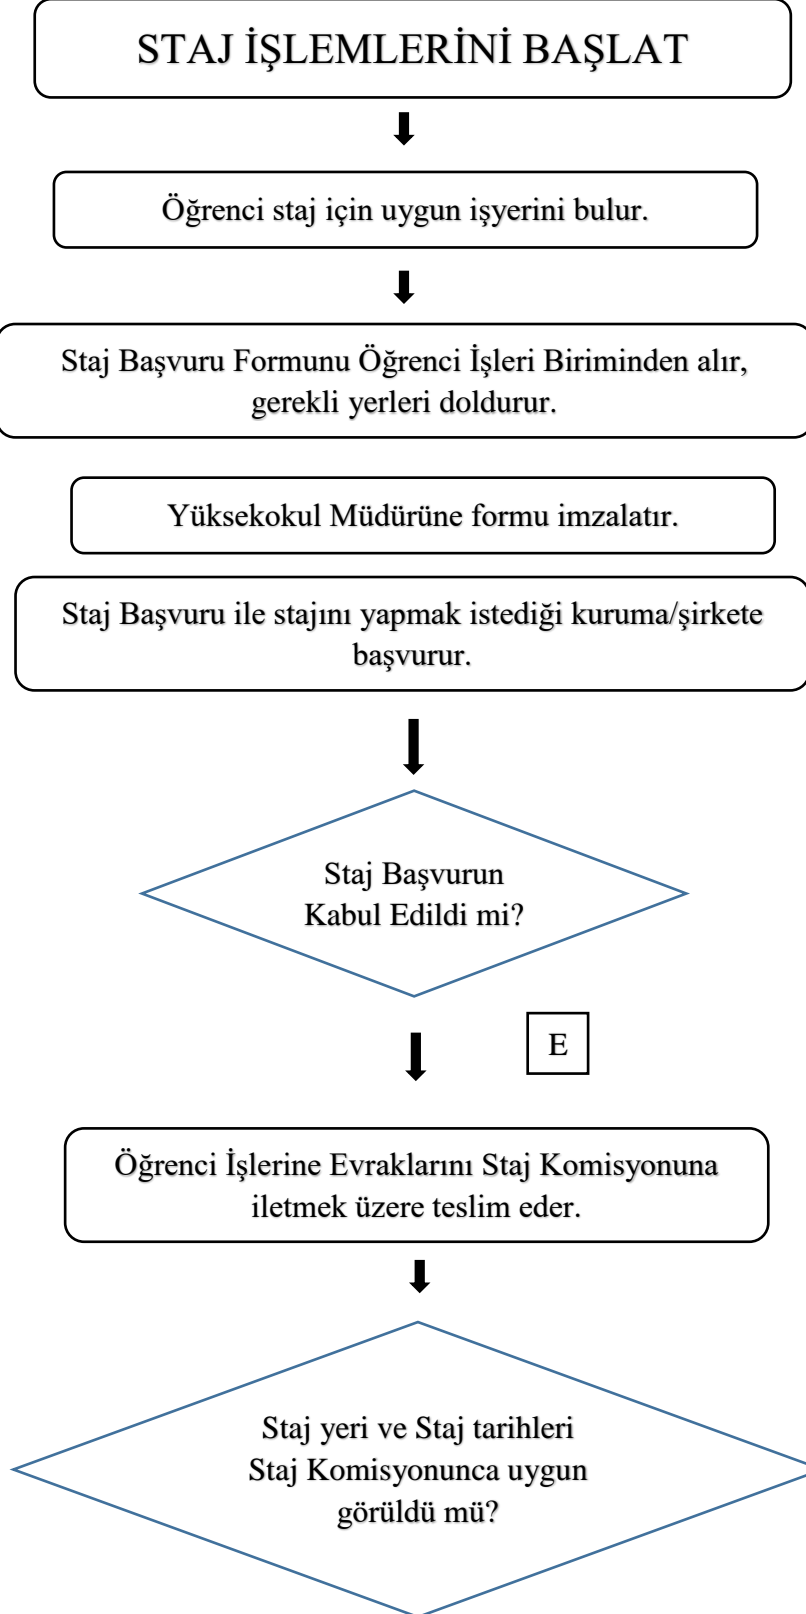 STAJ İŞLEMLERİNİ BAŞLAT
Öğrenci staj için uygun işyerini bulur.
Staj Başvuru Formunu Öğrenci İşleri Biriminden alır,
gerekli yerleri doldurur.
Yüksekokul Müdürüne formu imzalatır.
Staj Başvuru ile stajını yapmak istediği kuruma/şirkete
başvurur.
Staj Başvurun
Kabul Edildi mi?
E
Öğrenci İşlerine Evraklarını Staj Komisyonuna
iletmek üzere teslim eder.
Staj yeri ve Staj tarihleri
Staj Komisyonunca uygun
görüldü mü?